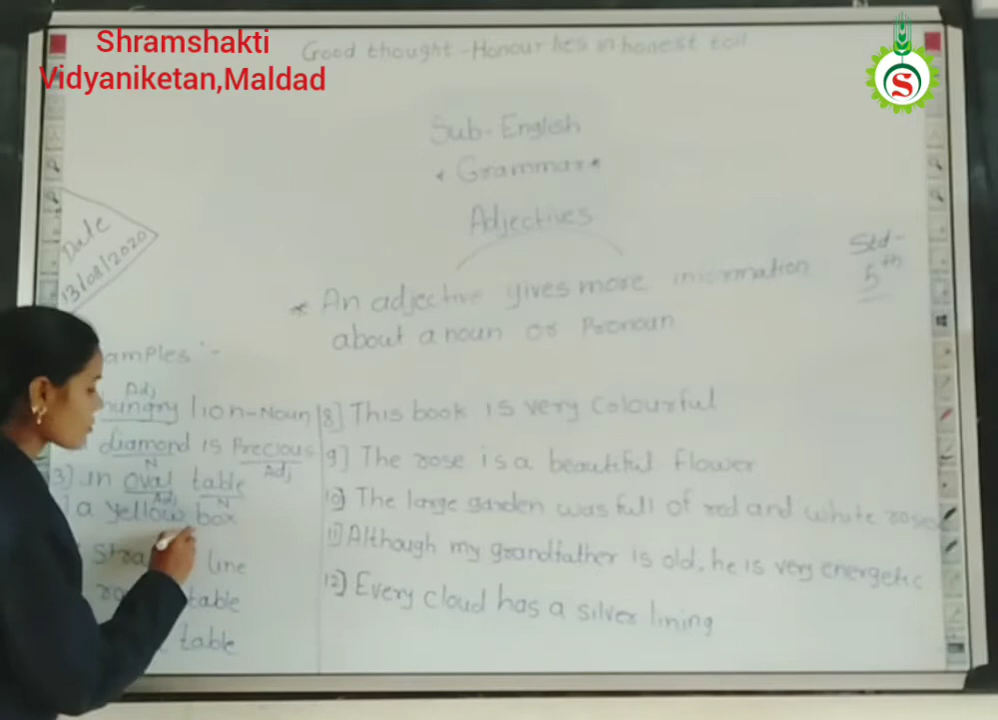 Shramshakti
Vidyaniketan,Maldad
S
Good thought - Honour lies in honest toil
Sub - English
* Grammar *
Adjectives
Date
13/08/2020
Std -
5th
* An adjective gives more information
about a noun or Pronoun
amples :-
Adj
hungry lion - Noun
diamond is Precious
N Adj
3) in oval table
Adj N
a yellow box
line
table
table
8] This book is very Colourful
9] The rose is a beautiful flower
10] The large garden was full of red and white roses
11] Although my grandfather is old, he is very energetic
12] Every cloud has a silver lining